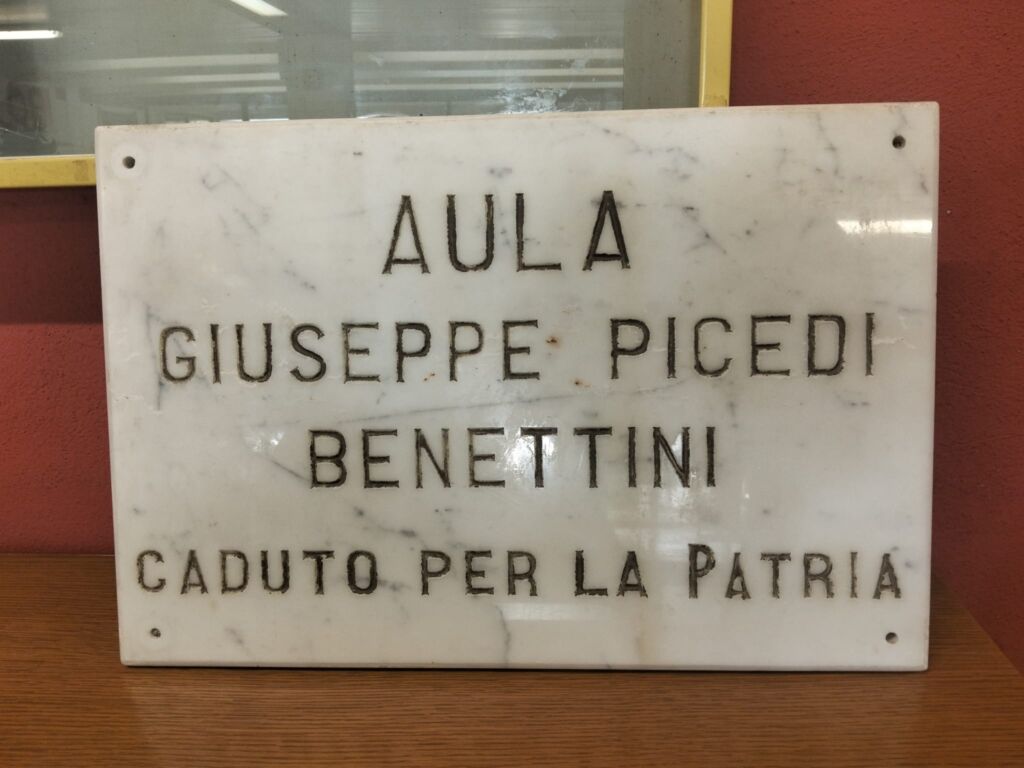 AULA
GIUSEPPE PICEDI
BENETTINI
CADUTO PER LA PATRIA